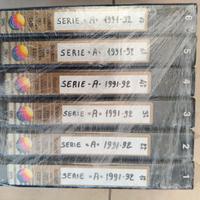 SERIE "A" 1991-92 6
SERIE "A" 1991-92 5
SERIE "A" 1991-92 4
SERIE "A" 1991-92 3
SERIE "A" 1991-92 2
SERIE "A" 1991-92 1